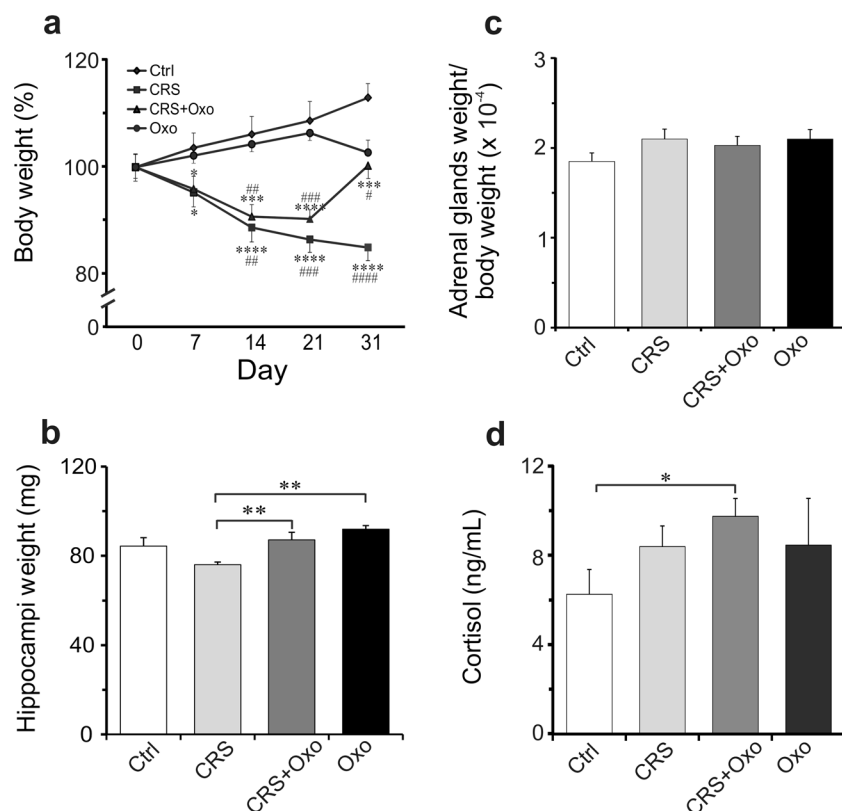 a
Body weight (%)
120
100
80
0
Ctrl
CRS
CRS+Oxo
Oxo
*
*
##
***
****
##
###
****
****
###
***
#
****
####
0 7 14 21 31
Day
c
Adrenal glands weight/
body weight (x 10⁻⁴)
3
2
1
0
Ctrl CRS CRS+Oxo Oxo
b
Hippocampi weight (mg)
120
80
40
0
**
**
Ctrl CRS CRS+Oxo Oxo
d
Cortisol (ng/mL)
12
8
4
0
*
Ctrl CRS CRS+Oxo Oxo